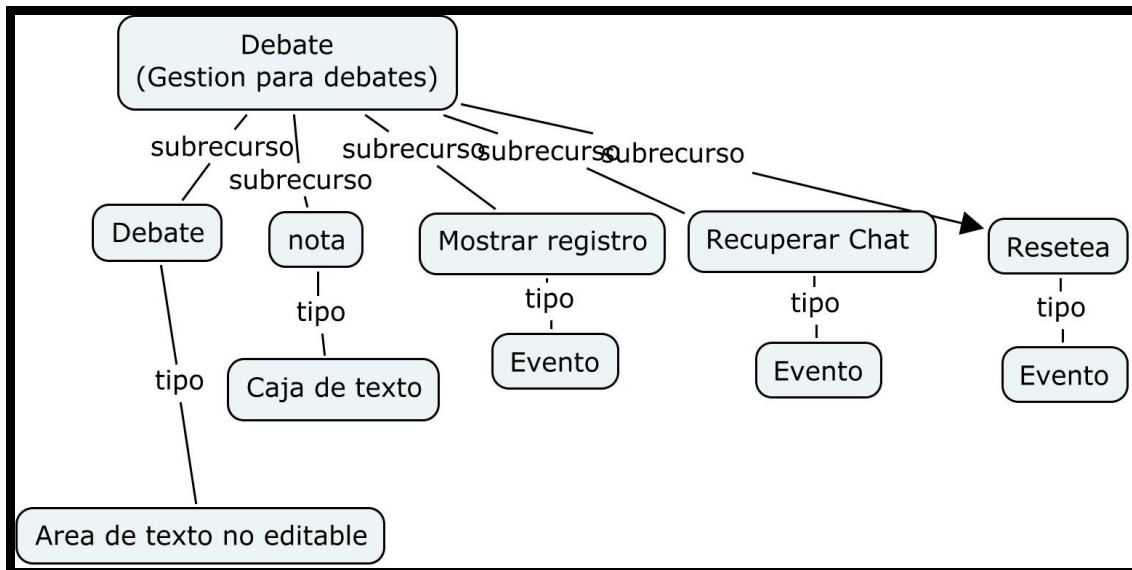 Debate
(Gestion para debates)
subrecurso
subrecurso
subrecurso
subrecurso
subrecurso
Debate
nota
Mostrar registro
Recuperar Chat
Resetea
tipo
tipo
tipo
tipo
tipo
Caja de texto
Evento
Evento
Evento
Area de texto no editable